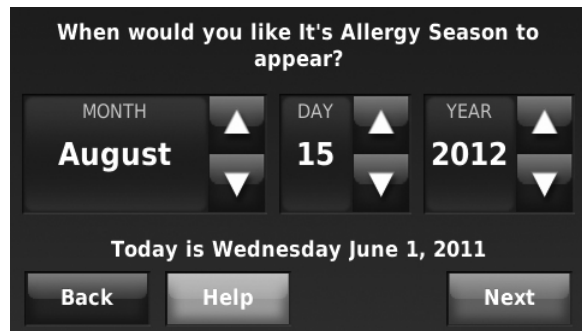 When would you like It's Allergy Season to
appear?
MONTH
August
DAY
15
YEAR
2012
Today is Wednesday June 1, 2011
Back
Help
Next